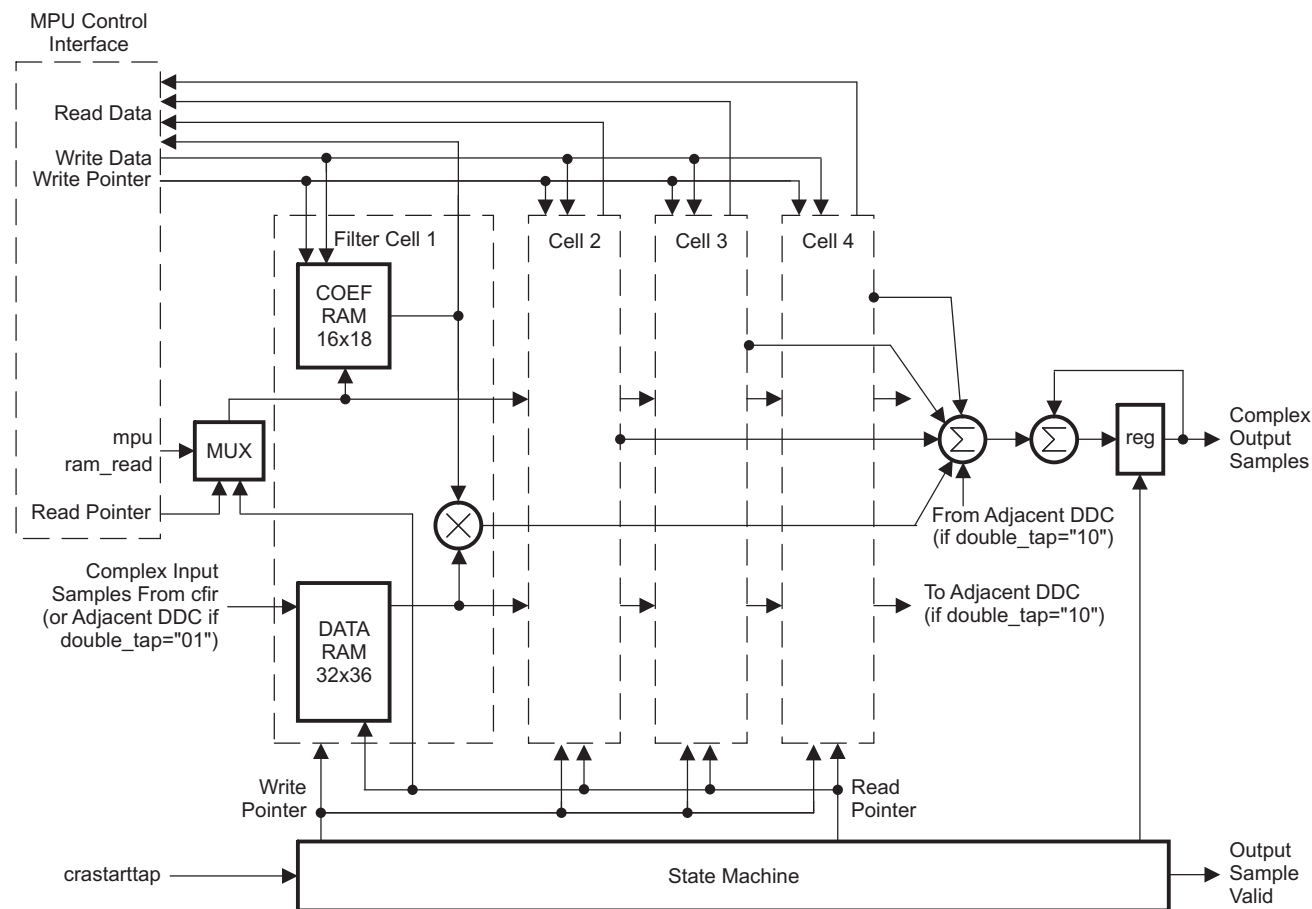 MPU Control
Interface
Read Data
Write Data
Write Pointer
Filter Cell 1
Cell 2
Cell 3
Cell 4
COEF
RAM
16x18
mpu
ram_read
MUX
Read Pointer
Σ
Σ
reg
Complex
Output
Samples
From Adjacent DDC
(if double_tap="10")
Complex Input
Samples From cfir
(or Adjacent DDC if
double_tap="01")
DATA
RAM
32x36
To Adjacent DDC
(if double_tap="10")
Write
Pointer
Read
Pointer
crastarttap
State Machine
Output
Sample
Valid